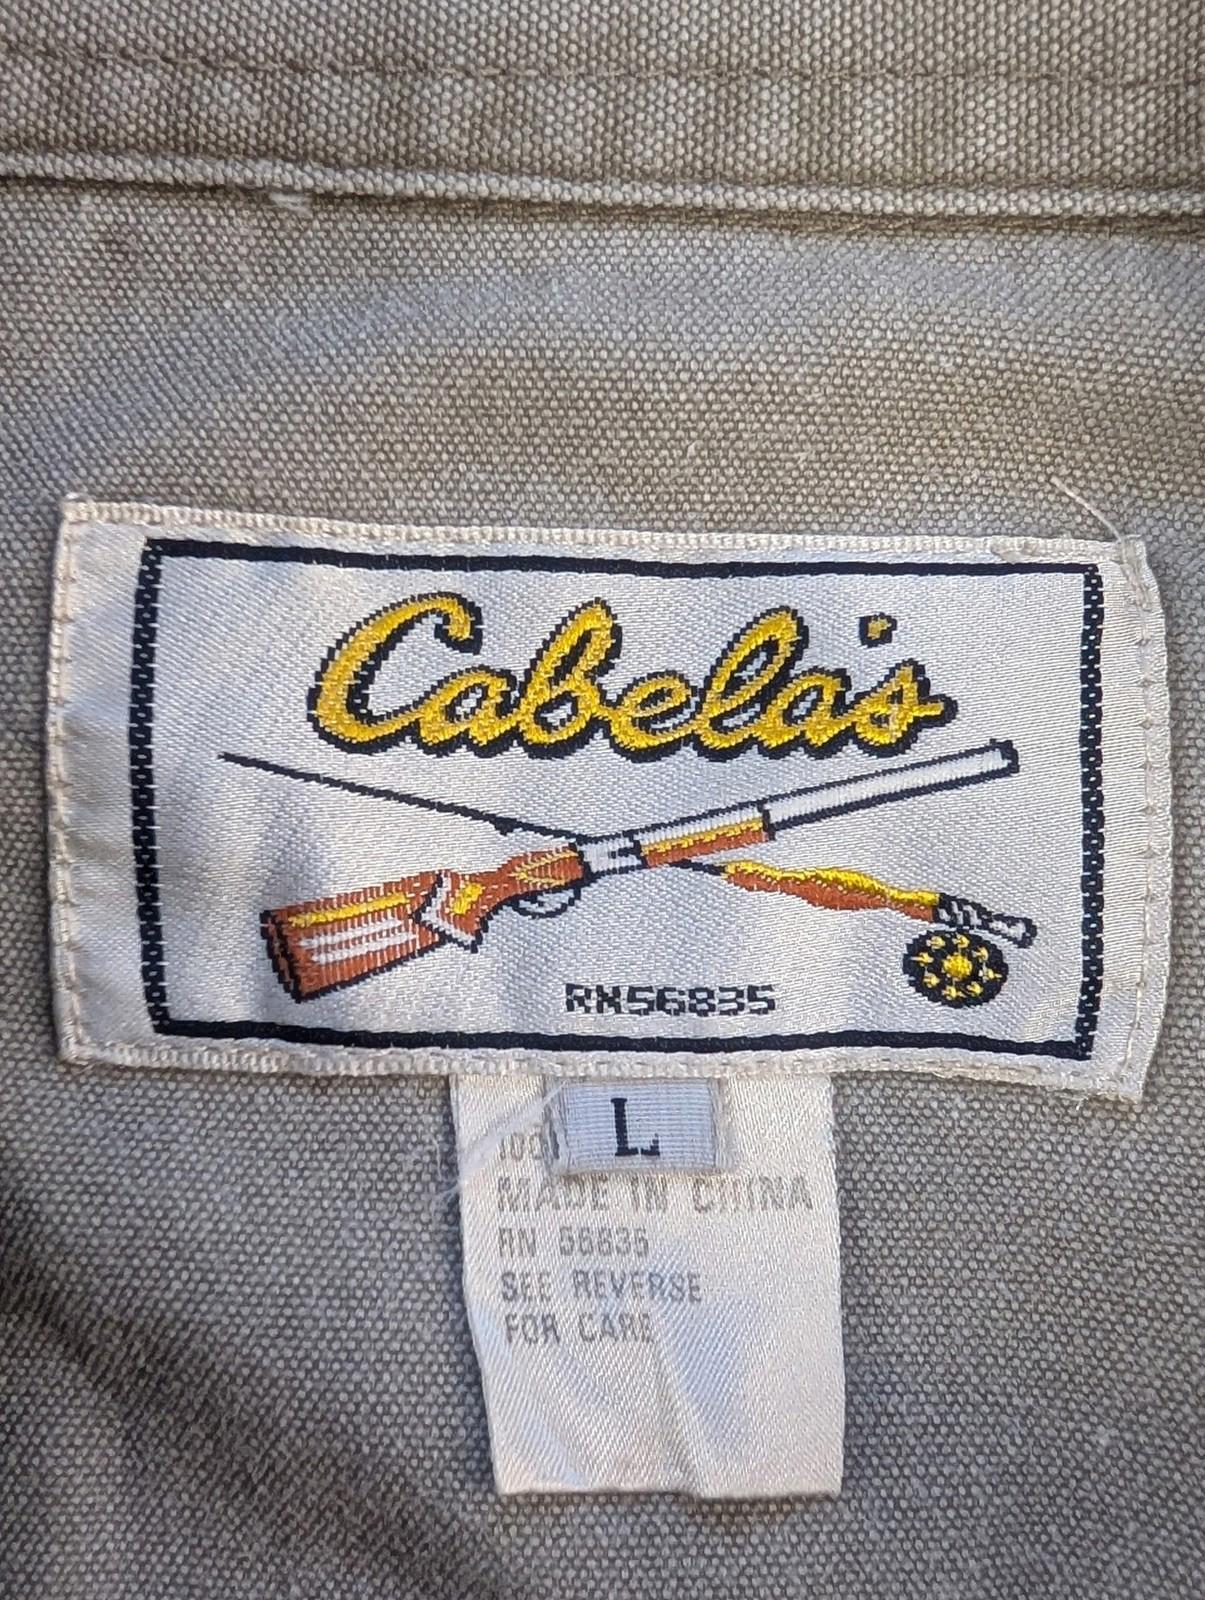 Cabela's
RN56835
L
MADE IN CHINA
RN 56835
SEE REVERSE
FOR CARE